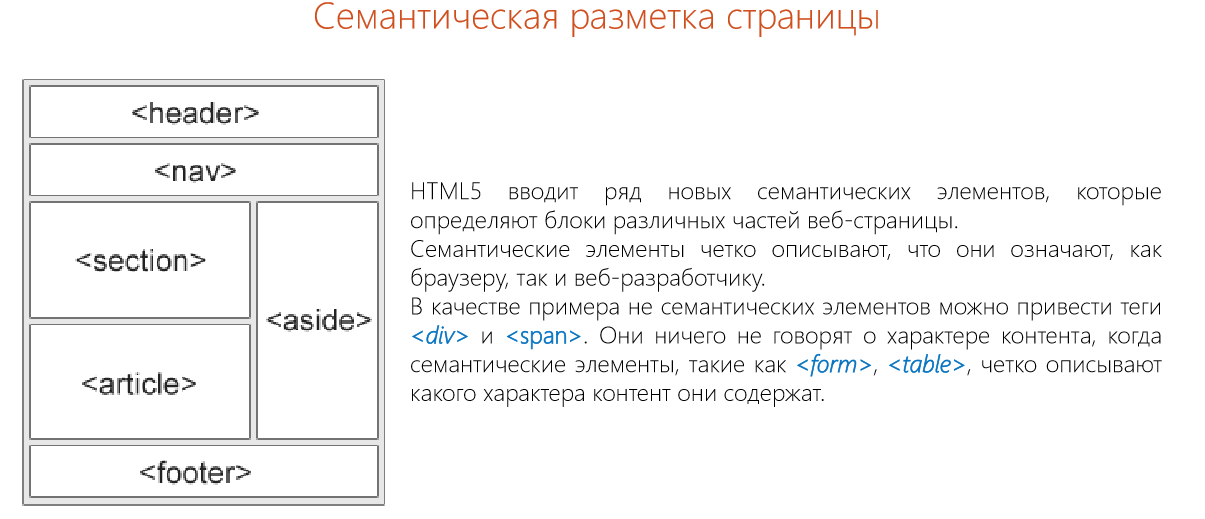 Семантическая разметка страницы
<header>
<nav>
<section>
<aside>
<article>
<footer>
HTML5 вводит ряд новых семантических элементов, которые
определяют блоки различных частей веб-страницы.
Семантические элементы четко описывают, что они означают, как
браузеру, так и веб-разработчику.
В качестве примера не семантических элементов можно привести теги
<div> и <span>. Они ничего не говорят о характере контента, когда
семантические элементы, такие как <form>, <table>, четко описывают
какого характера контент они содержат.